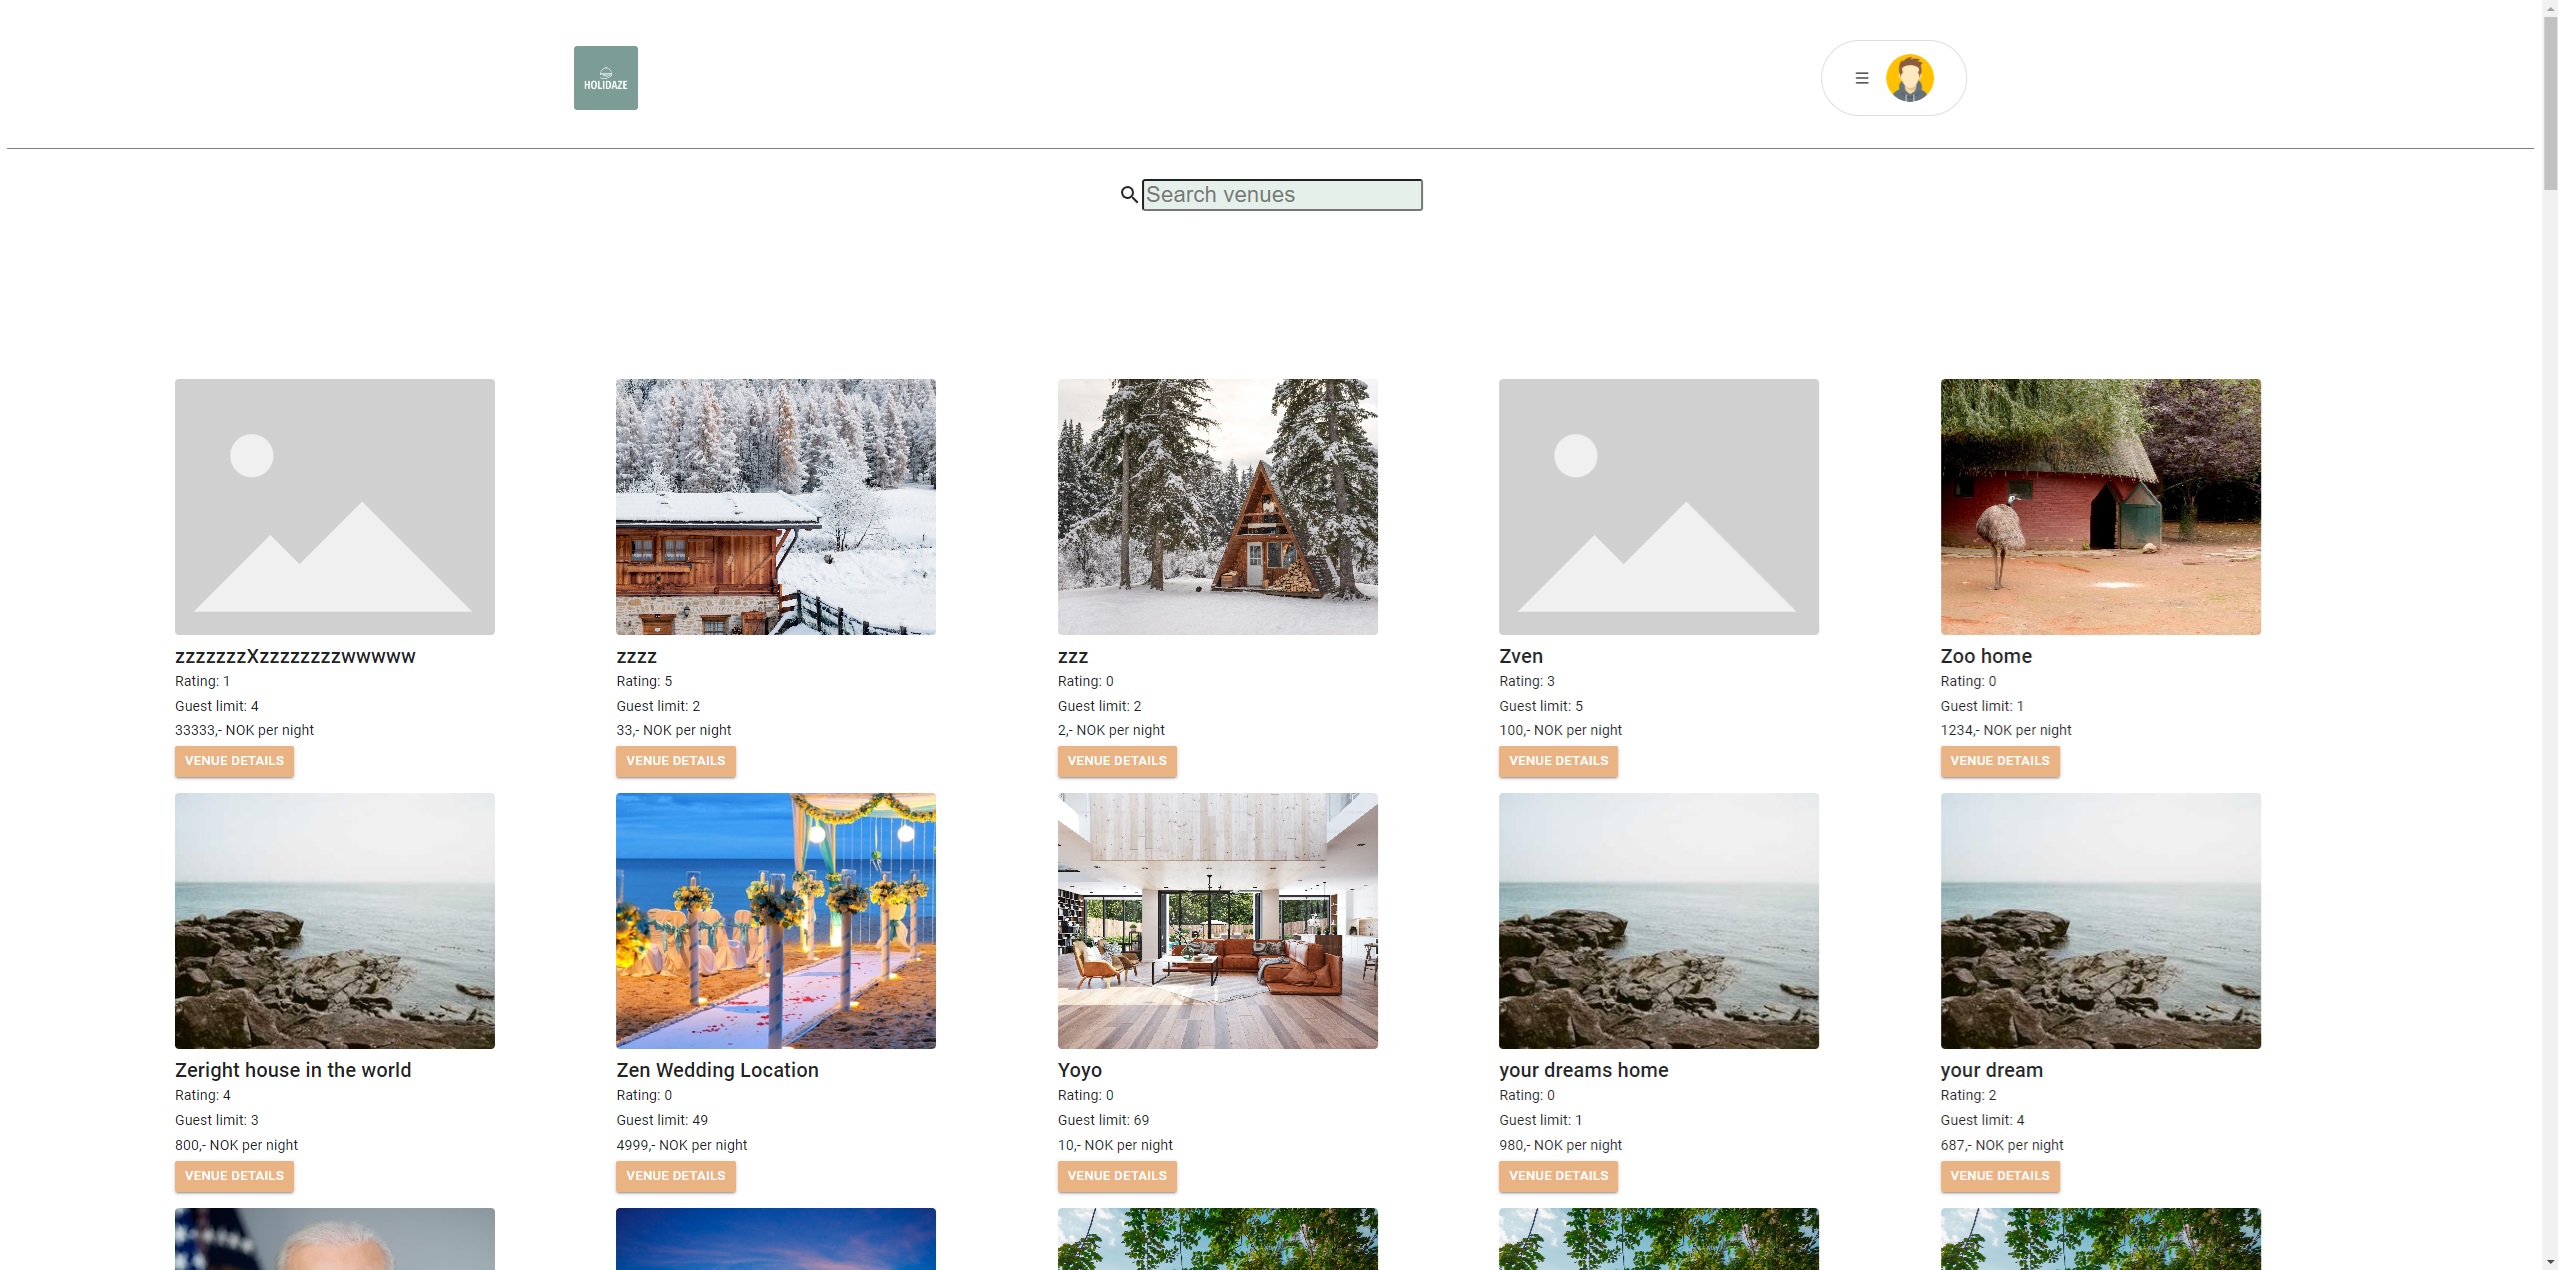 HOLIDAZE
Search venues
zzzzzzzXzzzzzzzzwwwww
Rating: 1
Guest limit: 4
33333,- NOK per night
VENUE DETAILS
zzzz
Rating: 5
Guest limit: 2
33,- NOK per night
VENUE DETAILS
zzz
Rating: 0
Guest limit: 2
2,- NOK per night
VENUE DETAILS
Zven
Rating: 3
Guest limit: 5
100,- NOK per night
VENUE DETAILS
Zoo home
Rating: 0
Guest limit: 1
1234,- NOK per night
VENUE DETAILS
Zeright house in the world
Rating: 4
Guest limit: 3
800,- NOK per night
VENUE DETAILS
Zen Wedding Location
Rating: 0
Guest limit: 49
4999,- NOK per night
VENUE DETAILS
Yoyo
Rating: 0
Guest limit: 69
10,- NOK per night
VENUE DETAILS
your dreams home
Rating: 0
Guest limit: 1
980,- NOK per night
VENUE DETAILS
your dream
Rating: 2
Guest limit: 4
687,- NOK per night
VENUE DETAILS